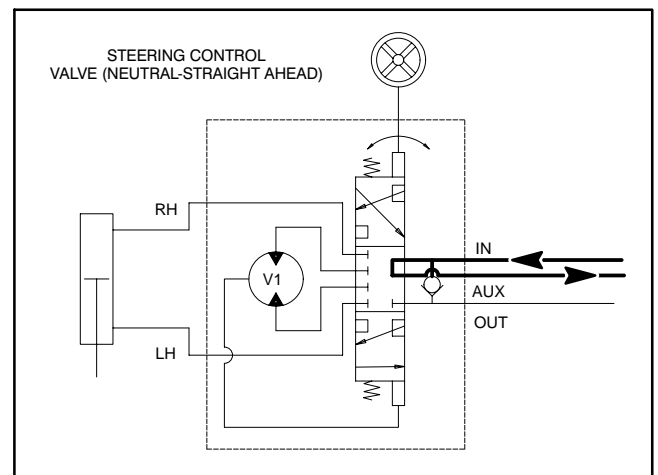 STEERING CONTROL
VALVE (NEUTRAL-STRAIGHT AHEAD)
RH
IN
V1
AUX
OUT
LH